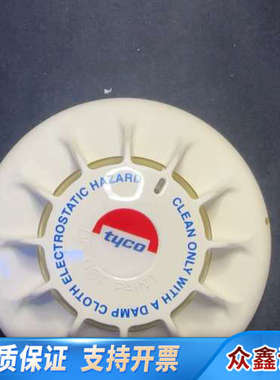 ELECTROSTATIC HAZARD
CLEAN ONLY WITH A DAMP CLOTH
tyco
质保证 支持开票
众鑫